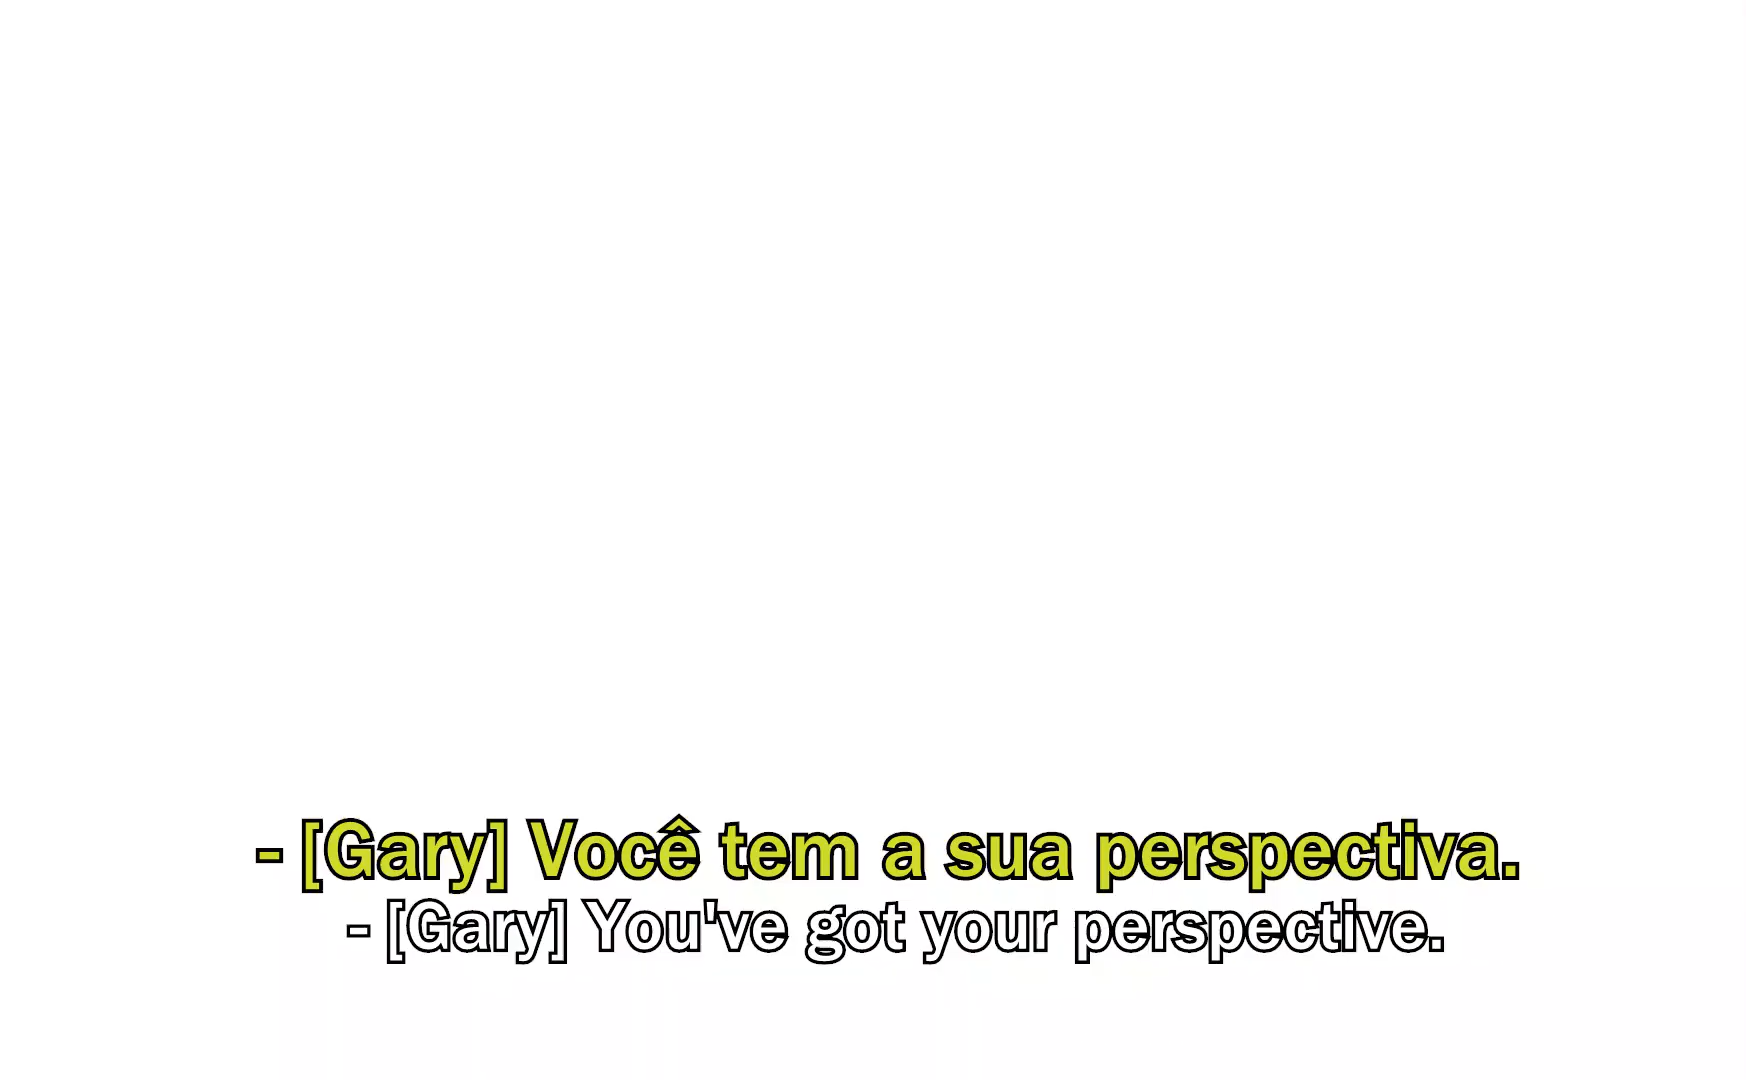 - [Gary] Você tem a sua perspectiva.
- [Gary] You've got your perspective.